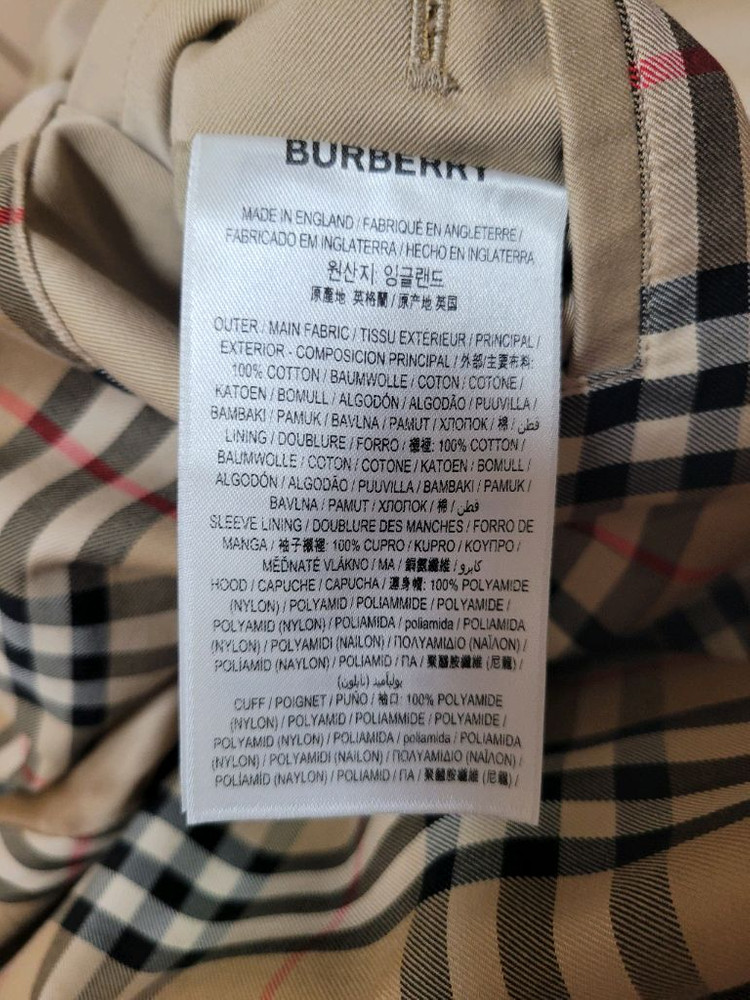 BURBERRY
MADE IN ENGLAND / FABRIQUÉ EN ANGLETERRE /
FABRICADO EM INGLATERRA / HECHO EN INGLATERRA
원산지 잉글랜드
原產地 英格蘭 / 原产地 英国
OUTER / MAIN FABRIC / TISSU EXTÉRIEUR / PRINCIPAL /
EXTERIOR - COMPOSICION PRINCIPAL / 外部/主要布料:
100% COTTON / BAUMWOLLE / COTON / COTONE /
KATOEN / BOMULL / ALGODÓN / ALGODÃO / PUUVILLA /
BAMBAKI / PAMUK / BAVLNA / PAMUT / ХЛОПОК / 棉 / قطن /
LINING / DOUBLURE / FORRO / 襯裡: 100% COTTON /
BAUMWOLLE / COTON / COTONE / KATOEN / BOMULL /
ALGODÓN / ALGODÃO / PUUVILLA / BAMBAKI / PAMUK /
BAVLNA / PAMUT / ХЛОПОК / 棉 / قطن
SLEEVE LINING / DOUBLURE DES MANCHES / FORRO DE
MANGA / 袖子襯裡: 100% CUPRO / KUPRO / ΚΟΥΠΡΟ /
MĚĎNATÉ VLÁKNO / MA / 銅氨纖維 / كابرو
HOOD / CAPUCHE / CAPUCHA / 連身帽: 100% POLYAMIDE
(NYLON) / POLYAMID / POLIAMMIDE / POLYAMIDE /
POLYAMID (NYLON) / POLIAMIDA / poliamida / POLIAMIDA
(NYLON) / POLYAMIDI (NAILON) / ΠΟΛΥΑΜΙΔΙΟ (ΝΑΪΛΟΝ) /
POLÍAMÍD (NAYLON) / POLIAMID / ПА / 聚醯胺纖維 (尼龍) /
بوليأميد (نايلون)
CUFF / POIGNET / PUÑO / 袖口: 100% POLYAMIDE
(NYLON) / POLYAMID / POLIAMMIDE / POLYAMIDE /
POLYAMID (NYLON) / POLIAMIDA / poliamida / POLIAMIDA
(NYLON) / POLYAMIDI (NAILON) / ΠΟΛΥΑΜΙΔΙΟ (ΝΑΪΛΟΝ) /
POLÍAMÍD (NAYLON) / POLIAMID / ПА / 聚醯胺纖維 (尼龍) /